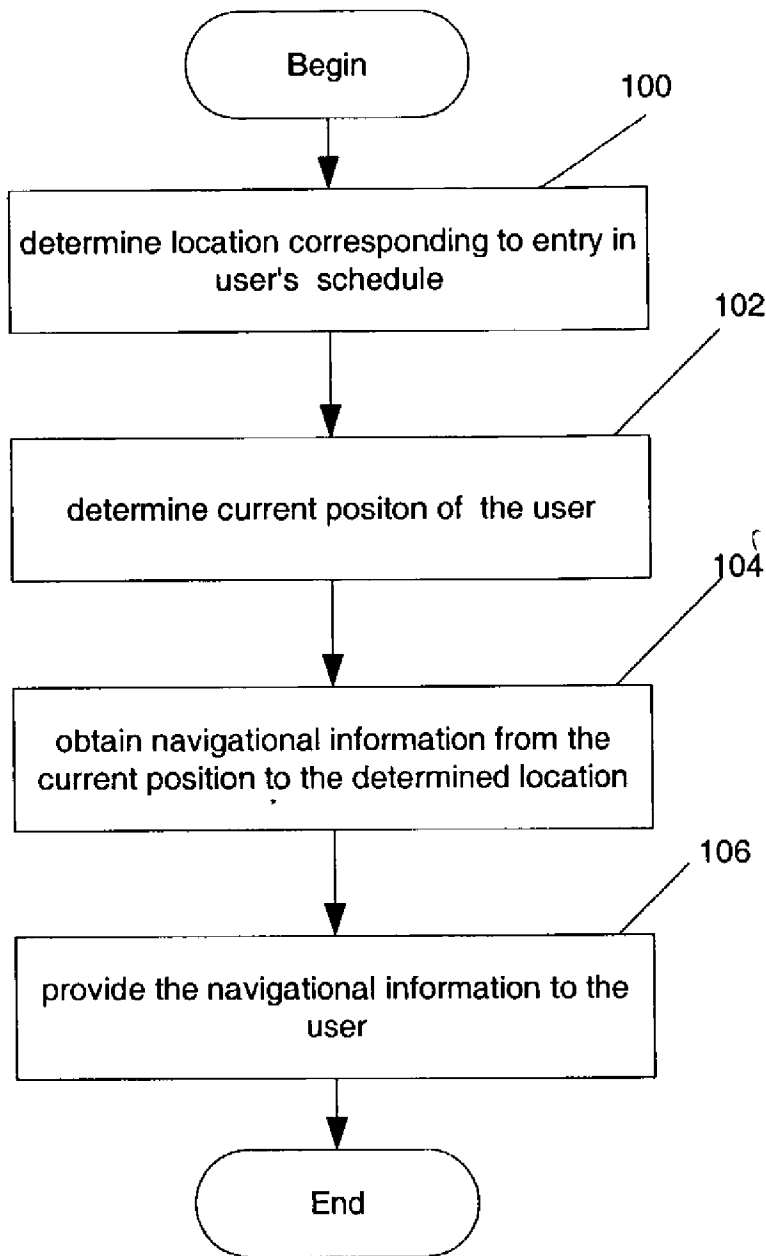 Begin
100
determine location corresponding to entry in
user's schedule
102
determine current positon of the user
104
obtain navigational information from the
current position to the determined location
106
provide the navigational information to the
user
End